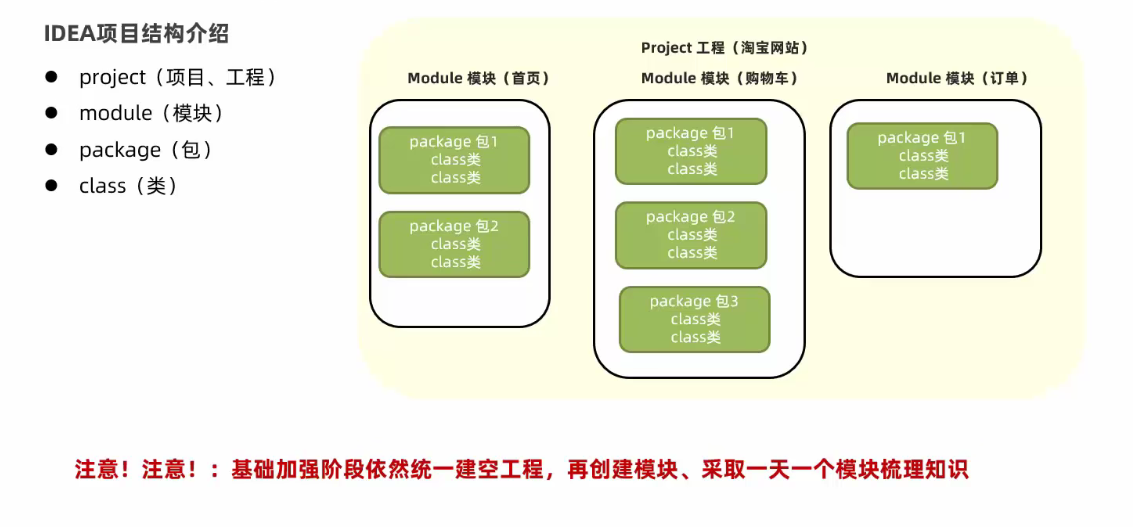 IDEA项目结构介绍
● project（项目、工程）
● module（模块）
● package（包）
● class（类）
Project 工程（淘宝网站）
Module 模块（首页）
package 包1
class类
class类
package 包2
class类
class类
Module 模块（购物车）
package 包1
class类
class类
package 包2
class类
class类
package 包3
class类
class类
Module 模块（订单）
package 包1
class类
class类
注意！注意！：基础加强阶段依然统一建空工程，再创建模块、采取一天一个模块梳理知识